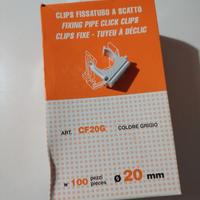 CLIPS FISSATUBO A SCATTO
FIXING PIPE CLICK CLIPS
CLIPS FIXE - TUYEU À DÉCLIC
ART. CF20G COLORE GRIGIO
N° 100 pezzi
pieces
Ø 20 mm